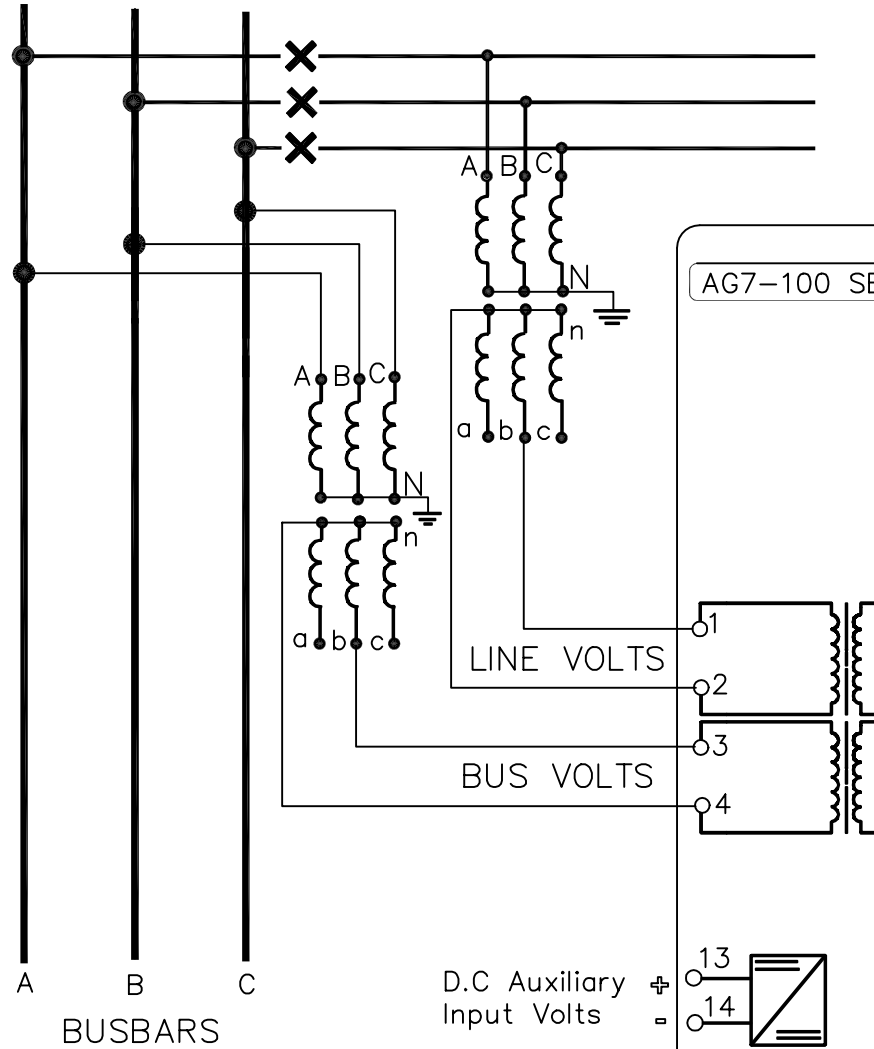 A B C
N
AG7-100 SE
n
a b c
A B C
N
n
a b c
1
LINE VOLTS
2
3
BUS VOLTS
4
13
D.C Auxiliary +
Input Volts -
14
A B C
BUSBARS